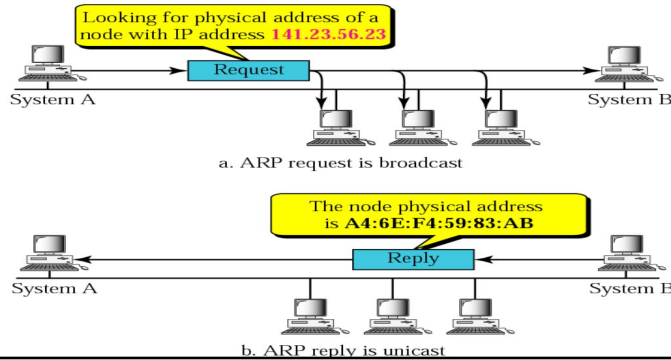 Looking for physical address of a
node with IP address 141.23.56.23
Request
System A
System B
a. ARP request is broadcast
The node physical address
is A4:6E:F4:59:83:AB
Reply
System A
System B
b. ARP reply is unicast